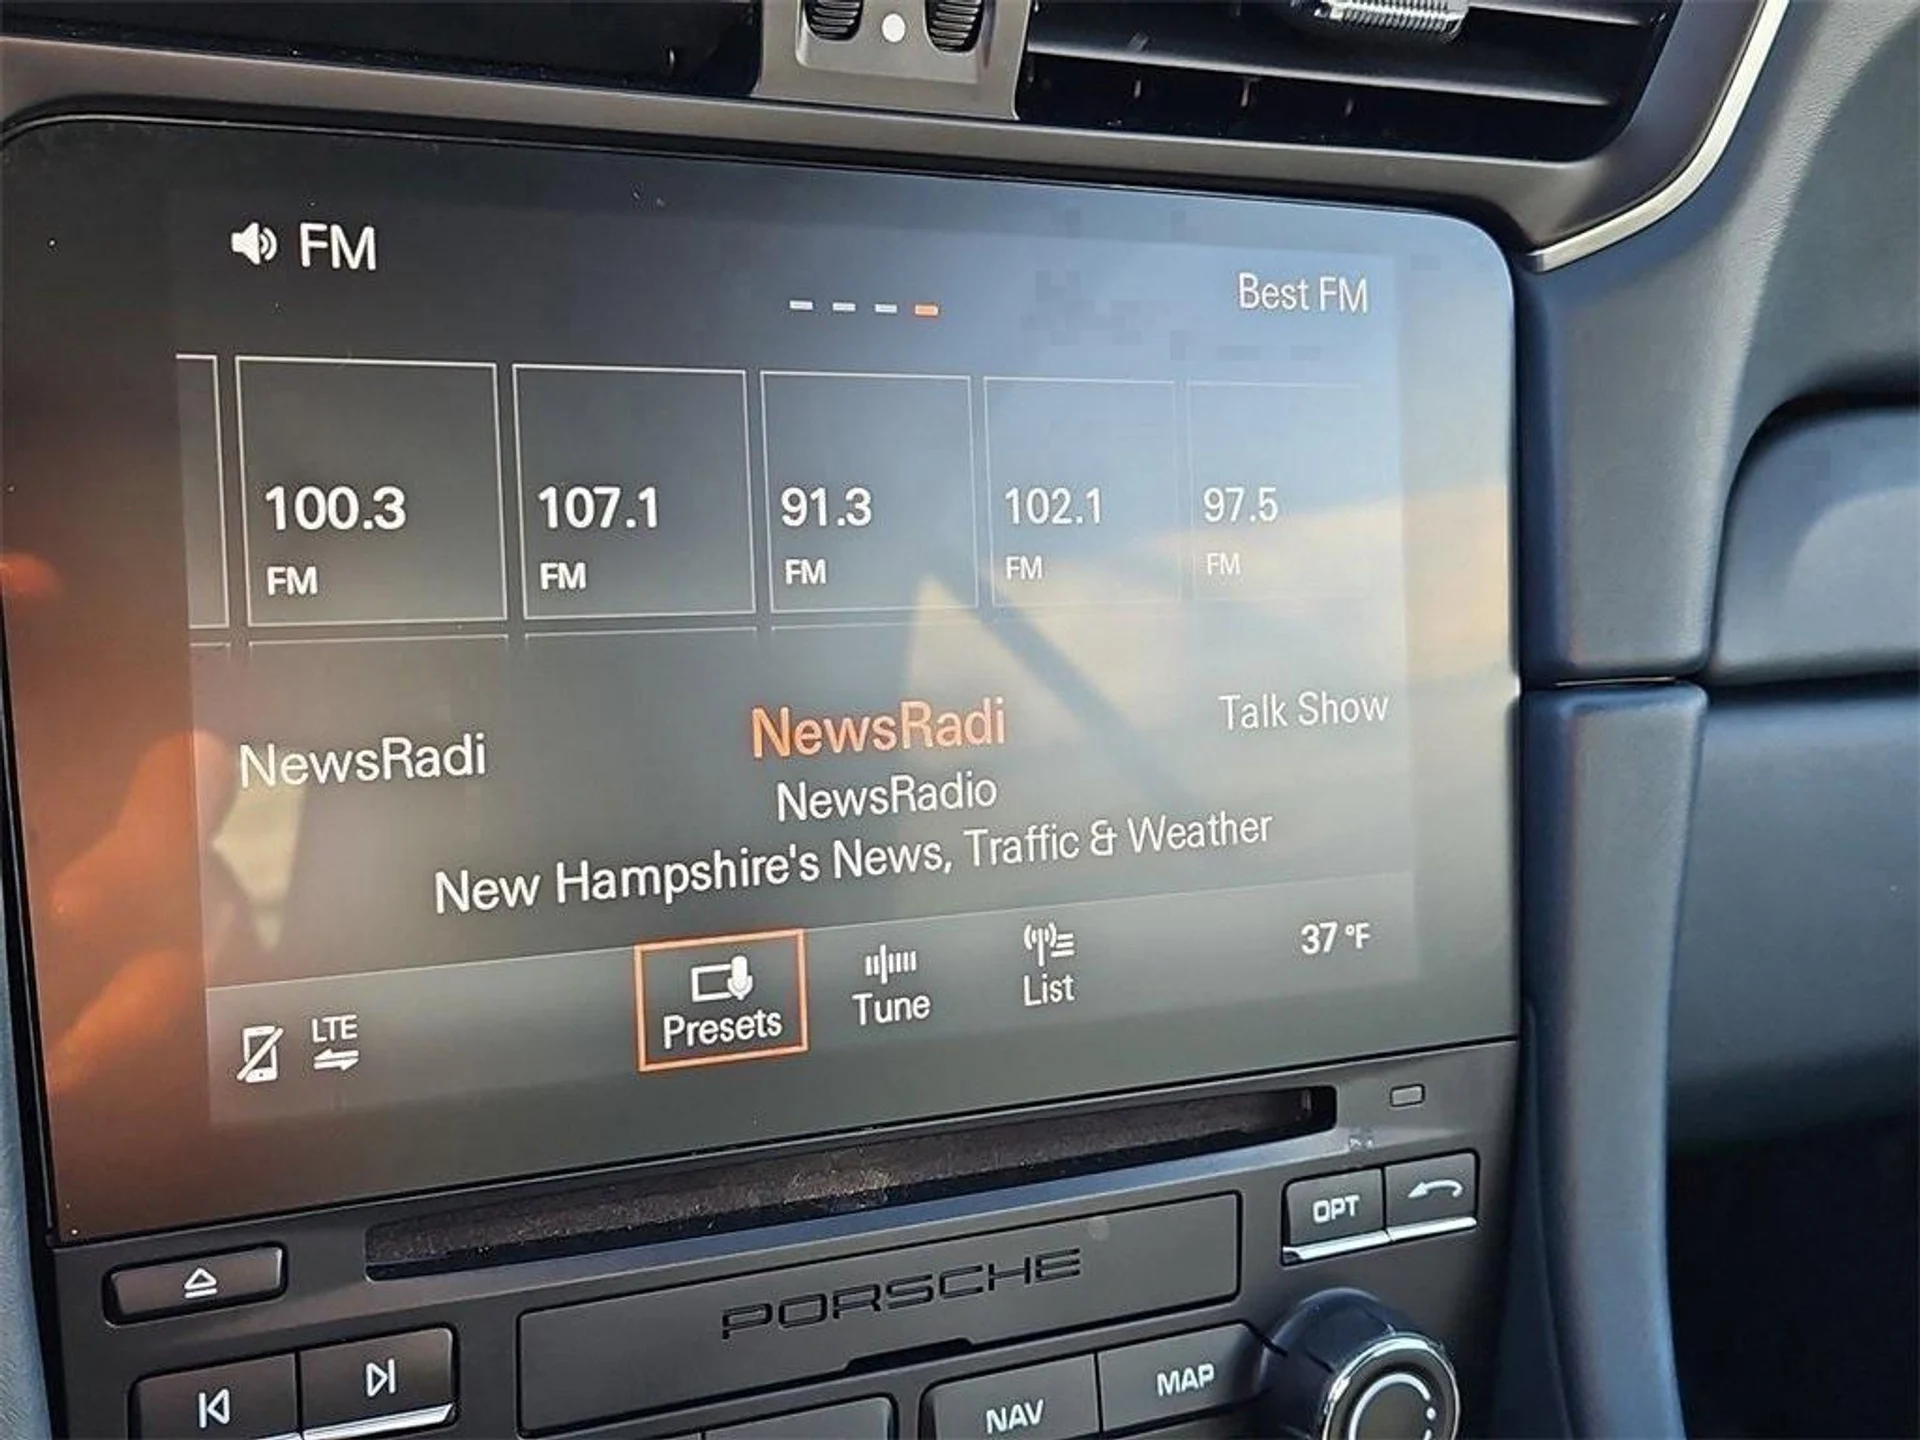 FM
Best FM
100.3 107.1 91.3 102.1 97.5
FM FM FM FM FM
NewsRadi NewsRadi Talk Show
NewsRadio
New Hampshire's News, Traffic & Weather
LTE Presets Tune List 37 °F
OPT
PORSCHE
NAV MAP